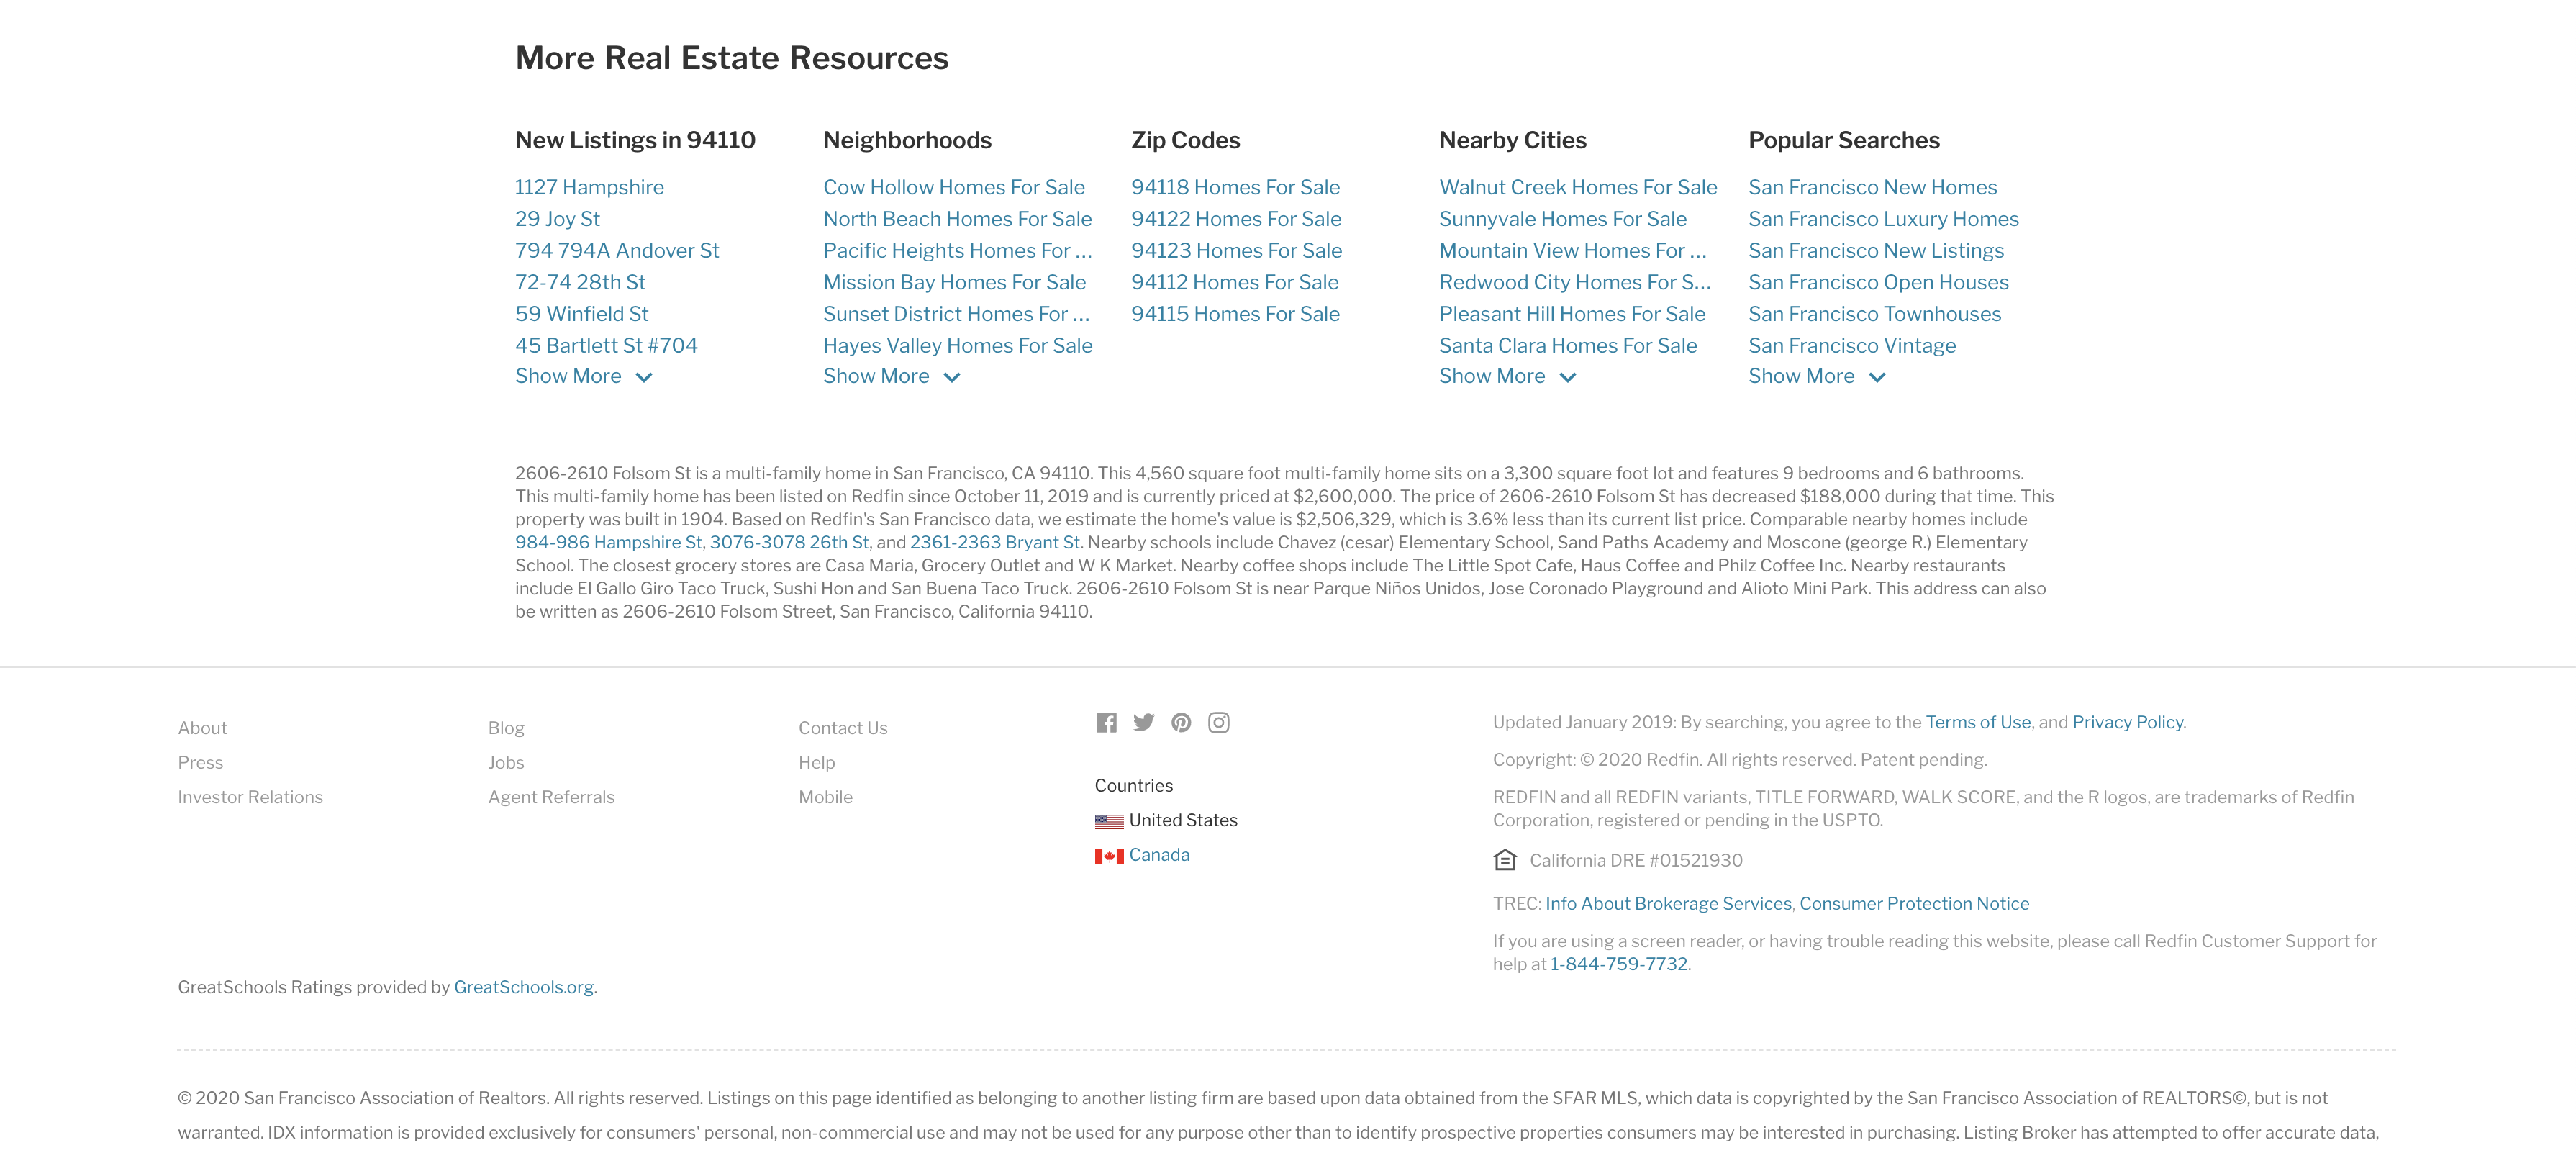 More Real Estate Resources
New Listings in 94110
1127 Hampshire
29 Joy St
794 794A Andover St
72-74 28th St
59 Winfield St
45 Bartlett St #704
Show More
Neighborhoods
Cow Hollow Homes For Sale
North Beach Homes For Sale
Pacific Heights Homes For ...
Mission Bay Homes For Sale
Sunset District Homes For ...
Hayes Valley Homes For Sale
Show More
Zip Codes
94118 Homes For Sale
94122 Homes For Sale
94123 Homes For Sale
94112 Homes For Sale
94115 Homes For Sale
Nearby Cities
Walnut Creek Homes For Sale
Sunnyvale Homes For Sale
Mountain View Homes For ...
Redwood City Homes For S...
Pleasant Hill Homes For Sale
Santa Clara Homes For Sale
Show More
Popular Searches
San Francisco New Homes
San Francisco Luxury Homes
San Francisco New Listings
San Francisco Open Houses
San Francisco Townhouses
San Francisco Vintage
Show More
2606-2610 Folsom St is a multi-family home in San Francisco, CA 94110. This 4,560 square foot multi-family home sits on a 3,300 square foot lot and features 9 bedrooms and 6 bathrooms.
This multi-family home has been listed on Redfin since October 11, 2019 and is currently priced at $2,600,000. The price of 2606-2610 Folsom St has decreased $188,000 during that time. This
property was built in 1904. Based on Redfin's San Francisco data, we estimate the home's value is $2,506,329, which is 3.6% less than its current list price. Comparable nearby homes include
984-986 Hampshire St, 3076-3078 26th St, and 2361-2363 Bryant St. Nearby schools include Chavez (cesar) Elementary School, Sand Paths Academy and Moscone (george R.) Elementary
School. The closest grocery stores are Casa Maria, Grocery Outlet and W K Market. Nearby coffee shops include The Little Spot Cafe, Haus Coffee and Philz Coffee Inc. Nearby restaurants
include El Gallo Giro Taco Truck, Sushi Hon and San Buena Taco Truck. 2606-2610 Folsom St is near Parque Niños Unidos, Jose Coronado Playground and Alioto Mini Park. This address can also
be written as 2606-2610 Folsom Street, San Francisco, California 94110.
About
Press
Investor Relations
Blog
Jobs
Agent Referrals
Contact Us
Help
Mobile
Countries
United States
Canada
Updated January 2019: By searching, you agree to the Terms of Use, and Privacy Policy.
Copyright: © 2020 Redfin. All rights reserved. Patent pending.
REDFIN and all REDFIN variants, TITLE FORWARD, WALK SCORE, and the R logos, are trademarks of Redfin
Corporation, registered or pending in the USPTO.
California DRE #01521930
TREC: Info About Brokerage Services, Consumer Protection Notice
If you are using a screen reader, or having trouble reading this website, please call Redfin Customer Support for
help at 1-844-759-7732.
GreatSchools Ratings provided by GreatSchools.org.
© 2020 San Francisco Association of Realtors. All rights reserved. Listings on this page identified as belonging to another listing firm are based upon data obtained from the SFAR MLS, which data is copyrighted by the San Francisco Association of REALTORS©, but is not
warranted. IDX information is provided exclusively for consumers' personal, non-commercial use and may not be used for any purpose other than to identify prospective properties consumers may be interested in purchasing. Listing Broker has attempted to offer accurate data,